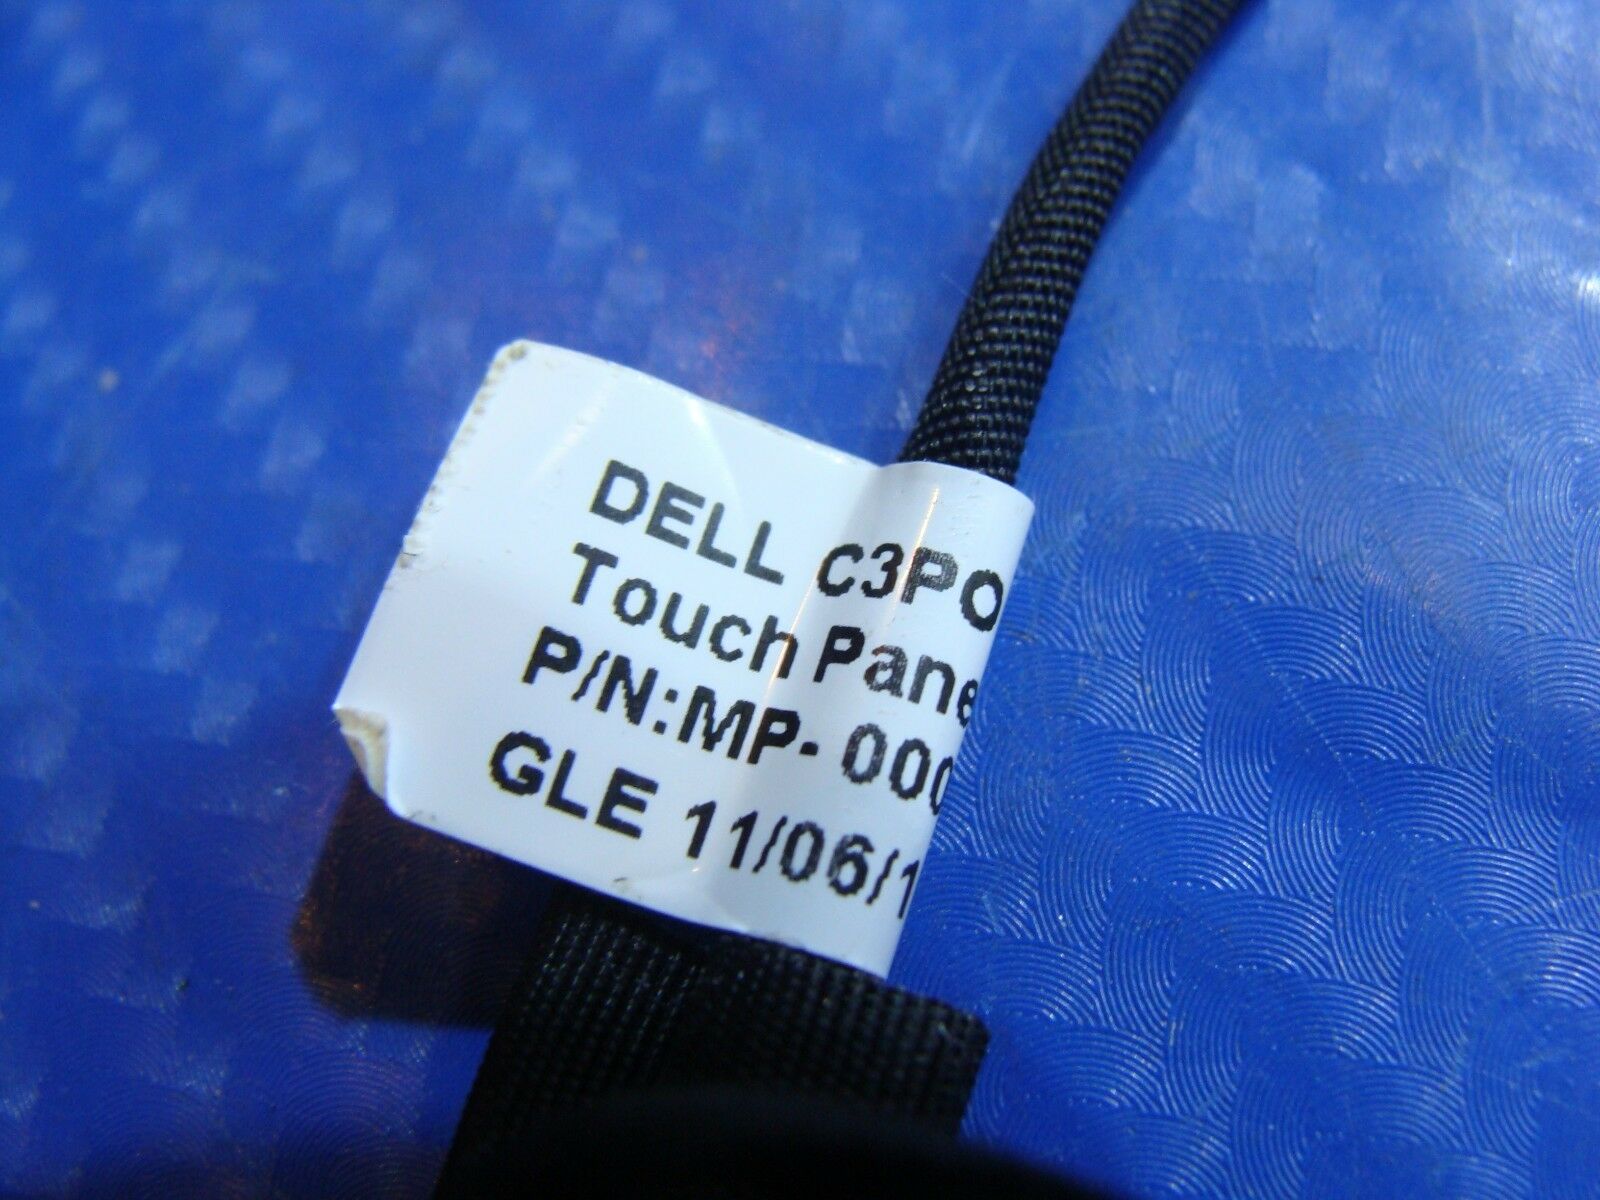 DELL C3PO
Touch Pane
P/N:MP- 000
GLE 11/06/1